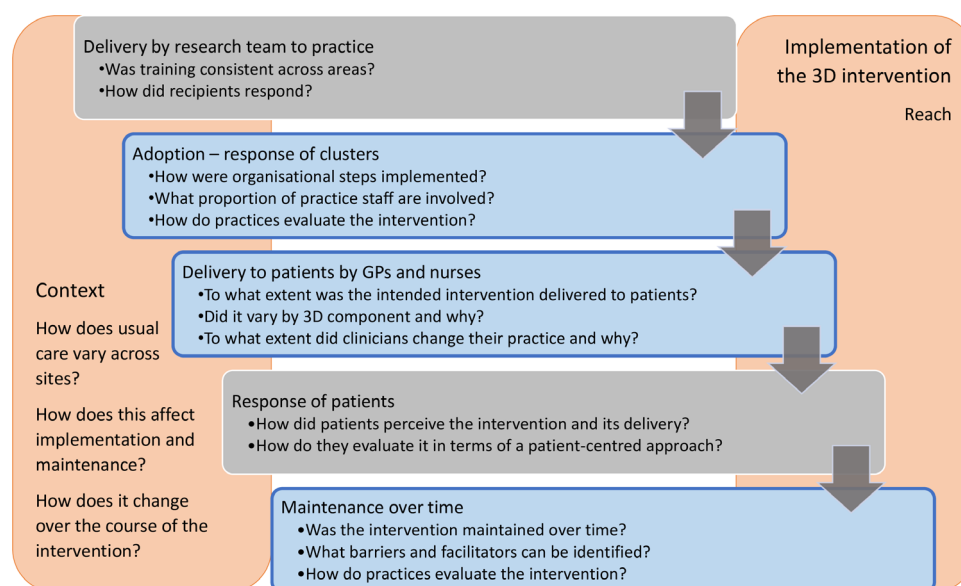 Delivery by research team to practice
•Was training consistent across areas?
•How did recipients respond?
Implementation of
the 3D intervention
Reach
Adoption – response of clusters
•How were organisational steps implemented?
•What proportion of practice staff are involved?
•How do practices evaluate the intervention?
Delivery to patients by GPs and nurses
•To what extent was the intended intervention delivered to patients?
•Did it vary by 3D component and why?
•To what extent did clinicians change their practice and why?
Context
How does usual
care vary across
sites?
How does this affect
implementation and
maintenance?
How does it change
over the course of the
intervention?
Response of patients
•How did patients perceive the intervention and its delivery?
•How do they evaluate it in terms of a patient-centred approach?
Maintenance over time
•Was the intervention maintained over time?
•What barriers and facilitators can be identified?
•How do practices evaluate the intervention?